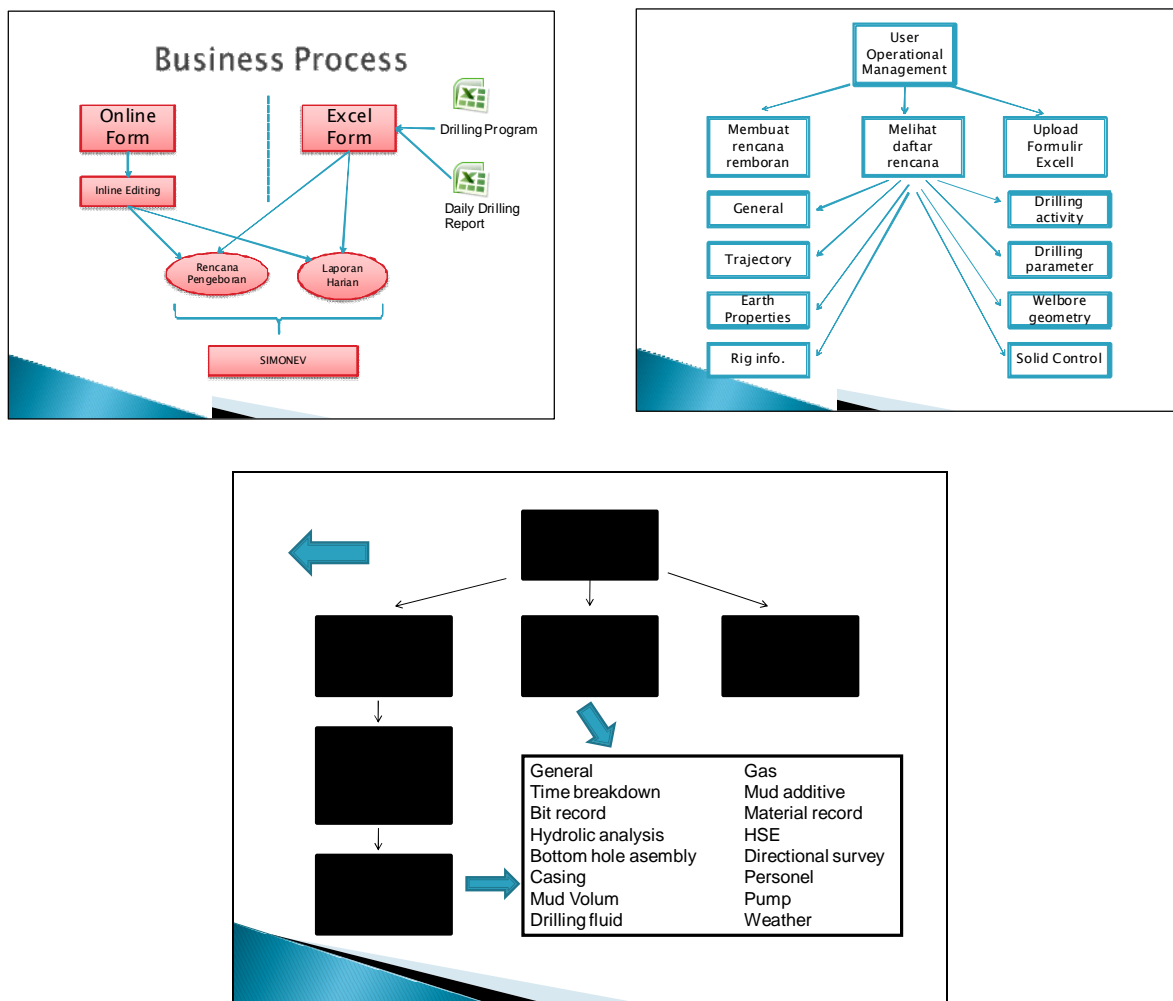 Business Process
Online
Form
Excel
Form
Drilling Program
Inline Editing
Daily Drilling
Report
Rencana
Pengeboran
Laporan
Harian
SIMONEV
User
Operational
Management
Membuat
rencana
remboran
Melihat
daftar
rencana
Upload
Formulir
Excell
General
Drilling
activity
Trajectory
Drilling
parameter
Earth
Properties
Welbore
geometry
Rig info.
Solid Control
General
Time breakdown
Bit record
Hydrolic analysis
Bottom hole asembly
Casing
Mud Volum
Drilling fluid
Gas
Mud additive
Material record
HSE
Directional survey
Personel
Pump
Weather